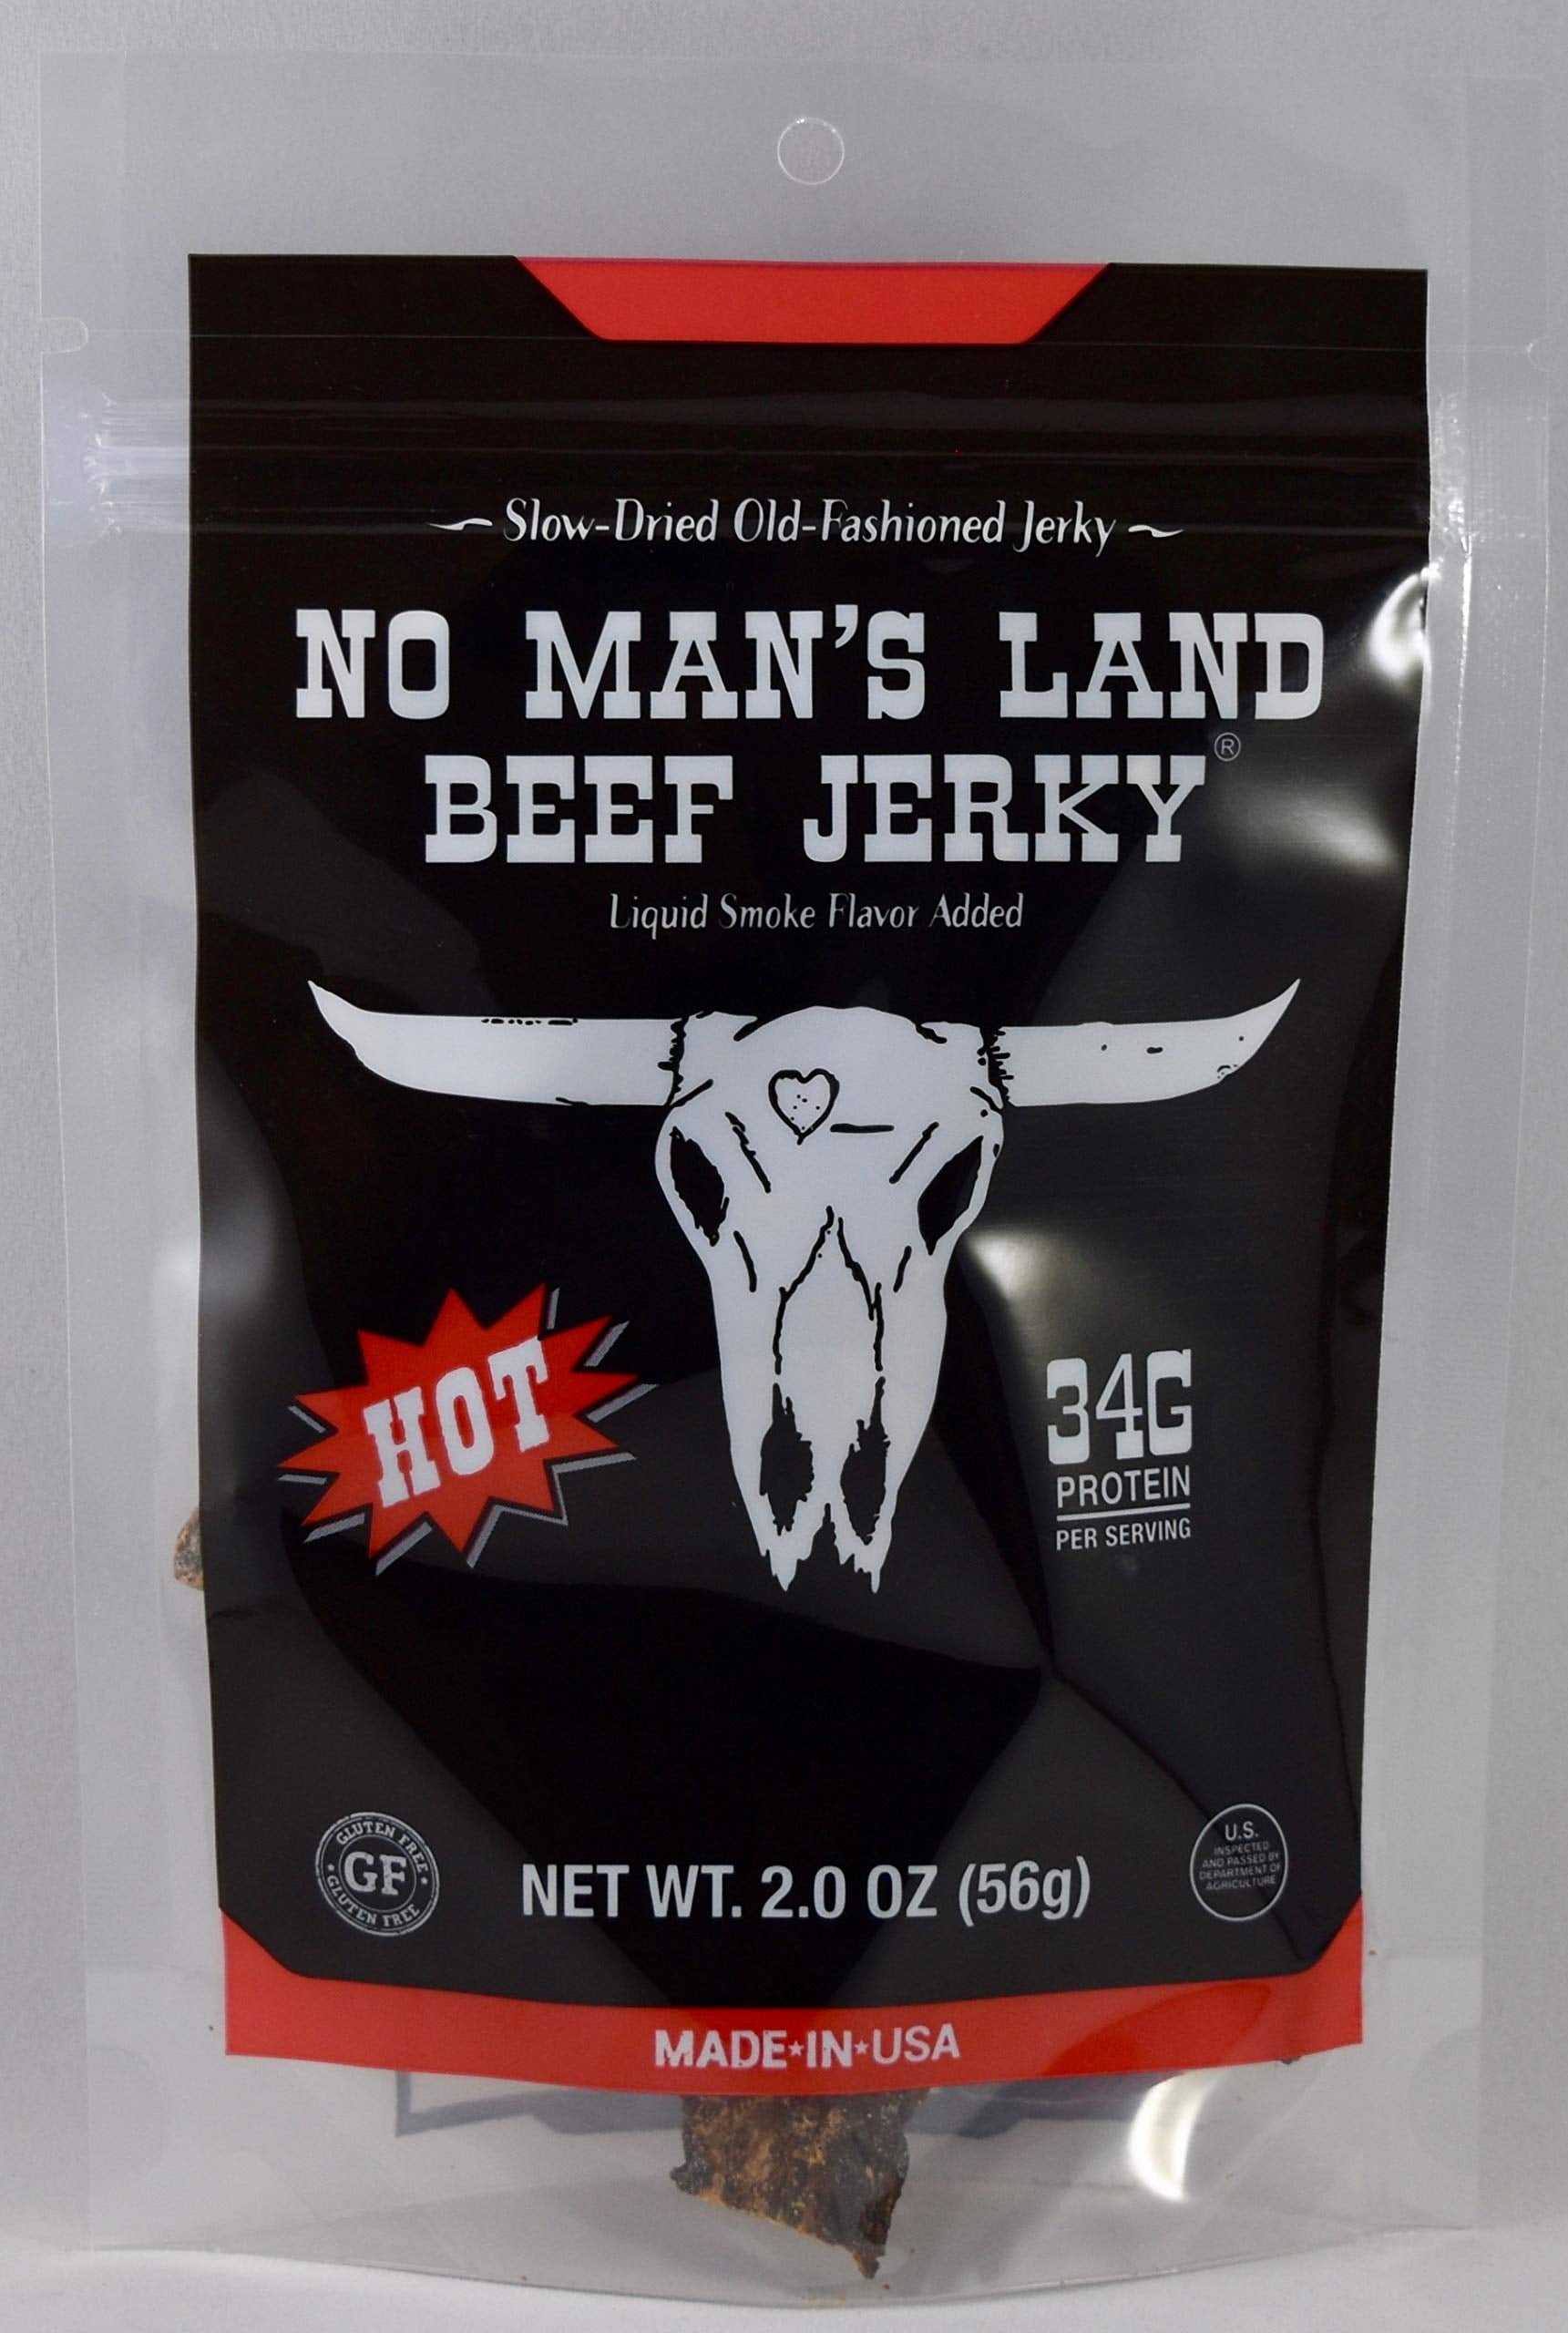 Slow-Dried Old-Fashioned Jerky
NO MAN'S LAND
BEEF JERKY®
Liquid Smoke Flavor Added
HOT
34G
PROTEIN
PER SERVING
GLUTEN FREE
GF
GLUTEN FREE
NET WT. 2.0 OZ (56g)
U.S.
INSPECTED
AND PASSED BY
DEPARTMENT OF
AGRICULTURE
MADE★IN★USA